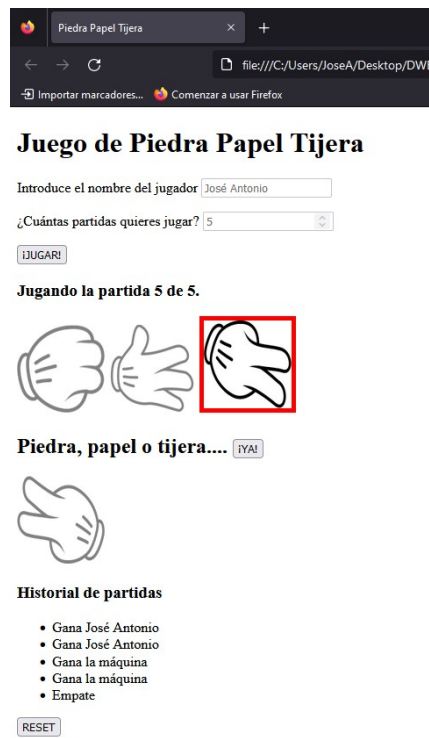 Piedra Papel Tijera
file:///C:/Users/JoseA/Desktop/DW
Importar marcadores... Comenzar a usar Firefox
Juego de Piedra Papel Tijera
Introduce el nombre del jugador José Antonio
¿Cuántas partidas quieres jugar? 5
¡JUGAR!
Jugando la partida 5 de 5.
Piedra, papel o tijera.... ¡YA!
Historial de partidas
Gana José Antonio
Gana José Antonio
Gana la máquina
Gana la máquina
Empate
RESET